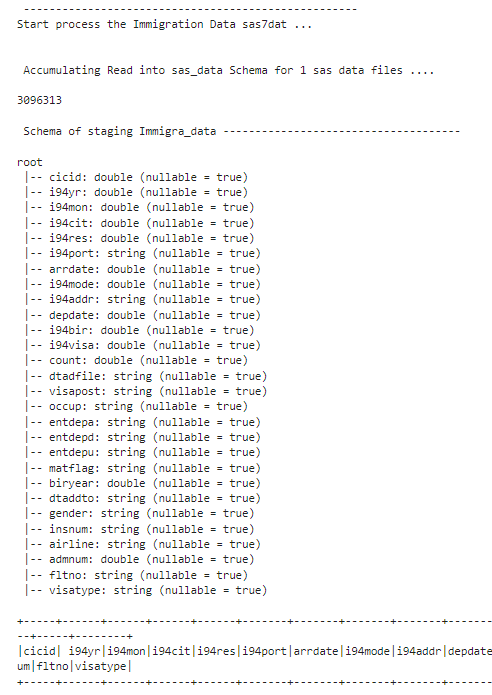 -----------------------------------------------------
Start process the Immigration Data sas7dat ...
Accumulating Read into sas_data Schema for 1 sas data files ....
3096313
Schema of staging Immigra_data -------------------------------------
root
|-- cicid: double (nullable = true)
|-- i94yr: double (nullable = true)
|-- i94mon: double (nullable = true)
|-- i94cit: double (nullable = true)
|-- i94res: double (nullable = true)
|-- i94port: string (nullable = true)
|-- arrdate: double (nullable = true)
|-- i94mode: double (nullable = true)
|-- i94addr: string (nullable = true)
|-- depdate: double (nullable = true)
|-- i94bir: double (nullable = true)
|-- i94visa: double (nullable = true)
|-- count: double (nullable = true)
|-- dtadfile: string (nullable = true)
|-- visapost: string (nullable = true)
|-- occup: string (nullable = true)
|-- entdepa: string (nullable = true)
|-- entdepd: string (nullable = true)
|-- entdepu: string (nullable = true)
|-- matflag: string (nullable = true)
|-- biryear: double (nullable = true)
|-- dtaddto: string (nullable = true)
|-- gender: string (nullable = true)
|-- insnum: string (nullable = true)
|-- airline: string (nullable = true)
|-- admnum: double (nullable = true)
|-- fltno: string (nullable = true)
|-- visatype: string (nullable = true)
+-----+------+------+------+------+-------+-------+-------+-------+-------
--+-----+--------+
|cicid| i94yr|i94mon|i94cit|i94res|i94port|arrdate|i94mode|i94addr|depdate
um|fltno|visatype|
+-----+------+------+------+------+-------+-------+-------+-------+-------